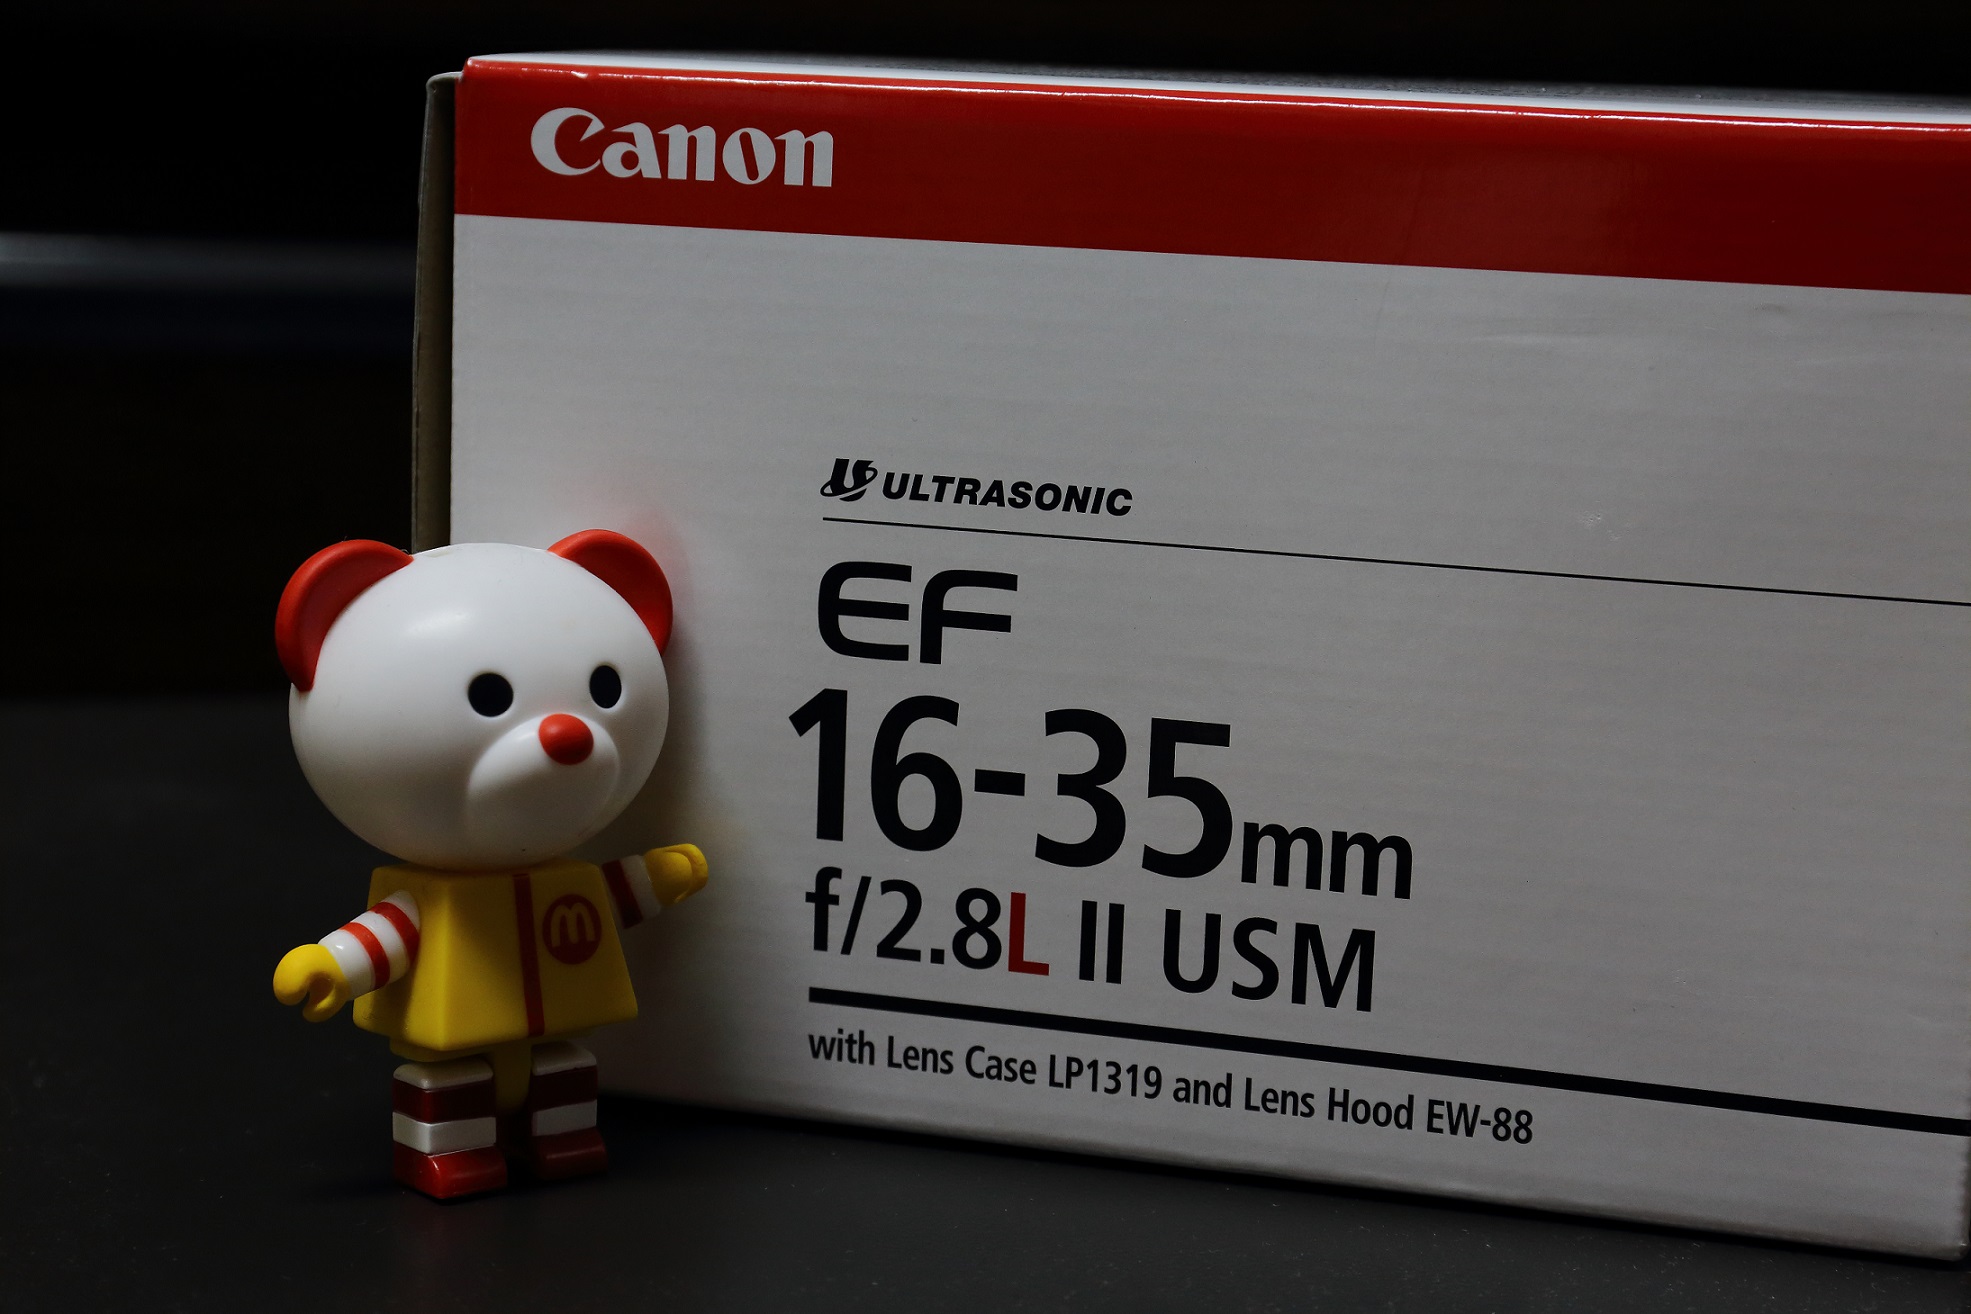 Canon
ULTRASONIC
EF
16-35mm
f/2.8L II USM
with Lens Case LP1319 and Lens Hood EW-88
m